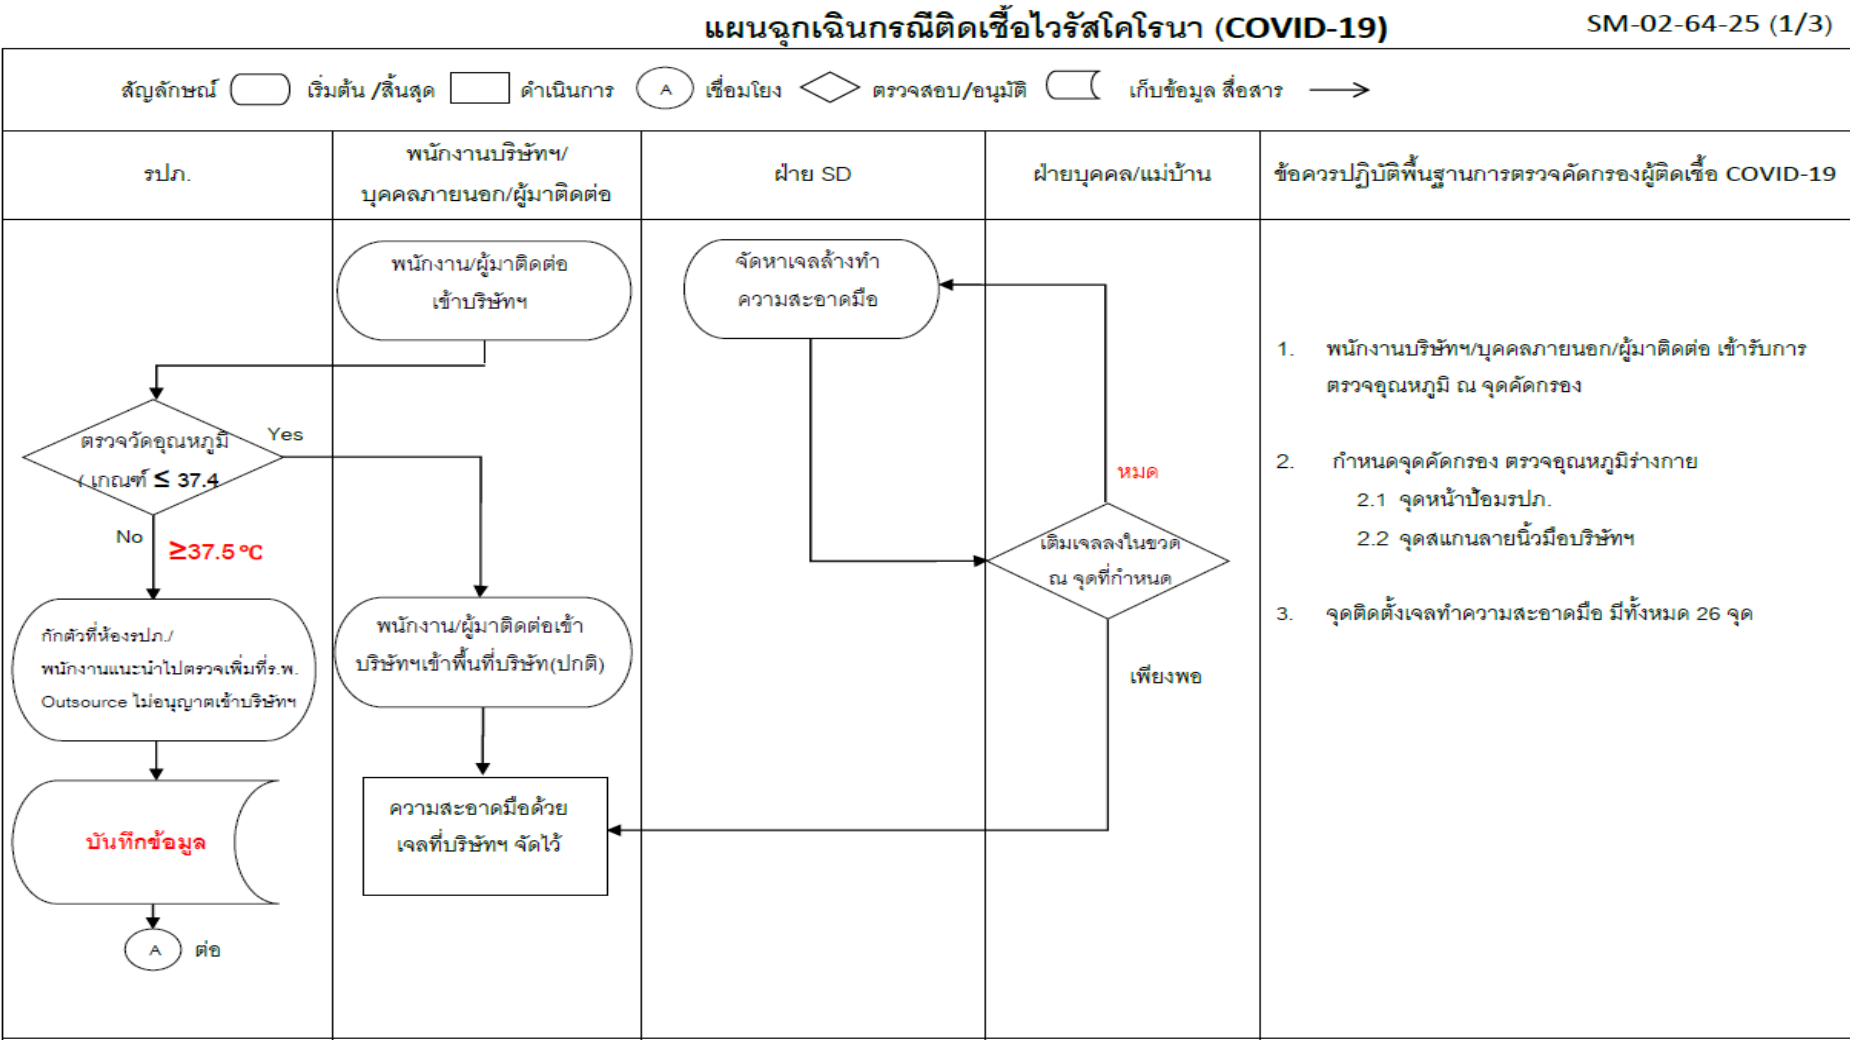 แผนฉุกเฉินกรณีติดเชื้อไวรัสโคโรนา (COVID-19)
SM-02-64-25 (1/3)
สัญลักษณ์ เริ่มต้น /สิ้นสุด ดำเนินการ A เชื่อมโยง ตรวจสอบ/อนุมัติ เก็บข้อมูล สื่อสาร
รปภ.
พนักงานบริษัทฯ/
บุคคลภายนอก/ผู้มาติดต่อ
ฝ่าย SD
ฝ่ายบุคคล/แม่บ้าน
ข้อควรปฏิบัติพื้นฐานการตรวจคัดกรองผู้ติดเชื้อ COVID-19
พนักงาน/ผู้มาติดต่อ
เข้าบริษัทฯ
จัดหาเจลล้างทำ
ความสะอาดมือ
ตรวจวัดอุณหภูมิ
( เกณฑ์ ≤ 37.4
Yes
No
≥37.5 °C
หมด
เติมเจลลงในขวด
ณ จุดที่กำหนด
เพียงพอ
กักตัวที่ห้องรปภ./
พนักงานแนะนำไปตรวจเพิ่มที่ร.พ.
Outsource ไม่อนุญาตเข้าบริษัทฯ
พนักงาน/ผู้มาติดต่อเข้า
บริษัทฯเข้าพื้นที่บริษัท(ปกติ)
บันทึกข้อมูล
ความสะอาดมือด้วย
เจลที่บริษัทฯ จัดไว้
A ต่อ
1. พนักงานบริษัทฯ/บุคคลภายนอก/ผู้มาติดต่อ เข้ารับการ
ตรวจอุณหภูมิ ณ จุดคัดกรอง
2. กำหนดจุดคัดกรอง ตรวจอุณหภูมิร่างกาย
2.1 จุดหน้าป้อมรปภ.
2.2 จุดสแกนลายนิ้วมือบริษัทฯ
3. จุดติดตั้งเจลทำความสะอาดมือ มีทั้งหมด 26 จุด